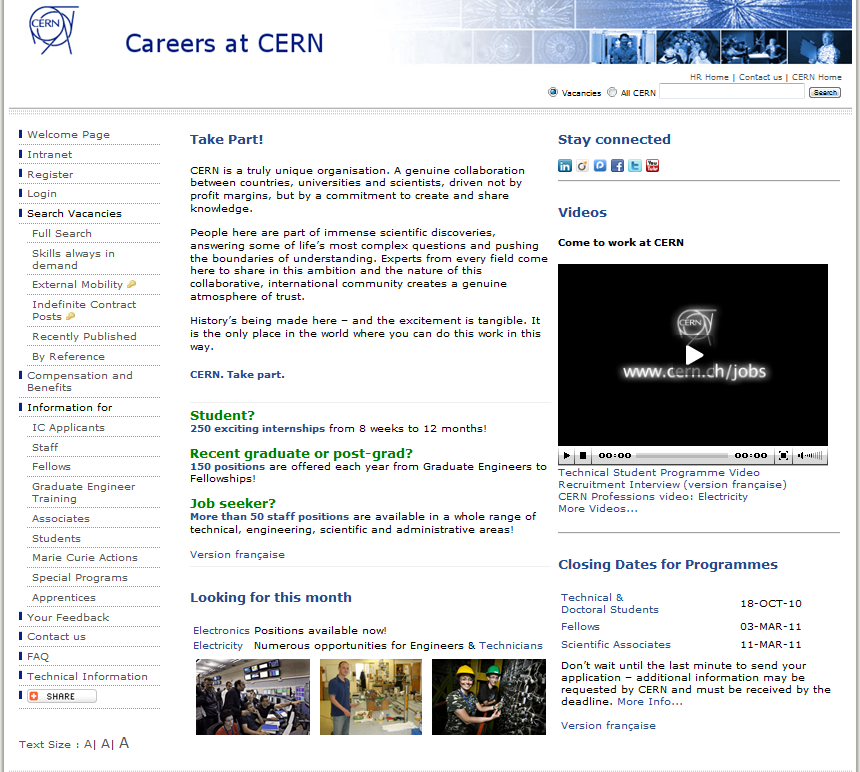 CERN
Careers at CERN
HR Home | Contact us | CERN Home
Vacancies All CERN Search
Welcome Page
Intranet
Register
Login
Search Vacancies
Full Search
Skills always in
demand
External Mobility
Indefinite Contract
Posts
Recently Published
By Reference
Compensation and
Benefits
Information for
IC Applicants
Staff
Fellows
Graduate Engineer
Training
Associates
Students
Marie Curie Actions
Special Programs
Apprentices
Your Feedback
Contact us
FAQ
Technical Information
SHARE
Text Size : A| A| A
Take Part!
CERN is a truly unique organisation. A genuine collaboration
between countries, universities and scientists, driven not by
profit margins, but by a commitment to create and share
knowledge.
People here are part of immense scientific discoveries,
answering some of life's most complex questions and pushing
the boundaries of understanding. Experts from every field come
here to share in this ambition and the nature of this
collaborative, international community creates a genuine
atmosphere of trust.
History's being made here – and the excitement is tangible. It
is the only place in the world where you can do this work in this
way.
CERN. Take part.
Student?
250 exciting internships from 8 weeks to 12 months!
Recent graduate or post-grad?
150 positions are offered each year from Graduate Engineers to
Fellowships!
Job seeker?
More than 50 staff positions are available in a whole range of
technical, engineering, scientific and administrative areas!
Version française
Looking for this month
Electronics Positions available now!
Electricity Numerous opportunities for Engineers & Technicians
Stay connected
in f t You Tube
Videos
Come to work at CERN
CERN
www.cern.ch/jobs
00:00 00:00
Technical Student Programme Video
Recruitment Interview (version française)
CERN Professions video: Electricity
More Videos...
Closing Dates for Programmes
Technical &
Doctoral Students 18-OCT-10
Fellows 03-MAR-11
Scientific Associates 11-MAR-11
Don't wait until the last minute to send your
application – additional information may be
requested by CERN and must be received by the
deadline. More Info...
Version française